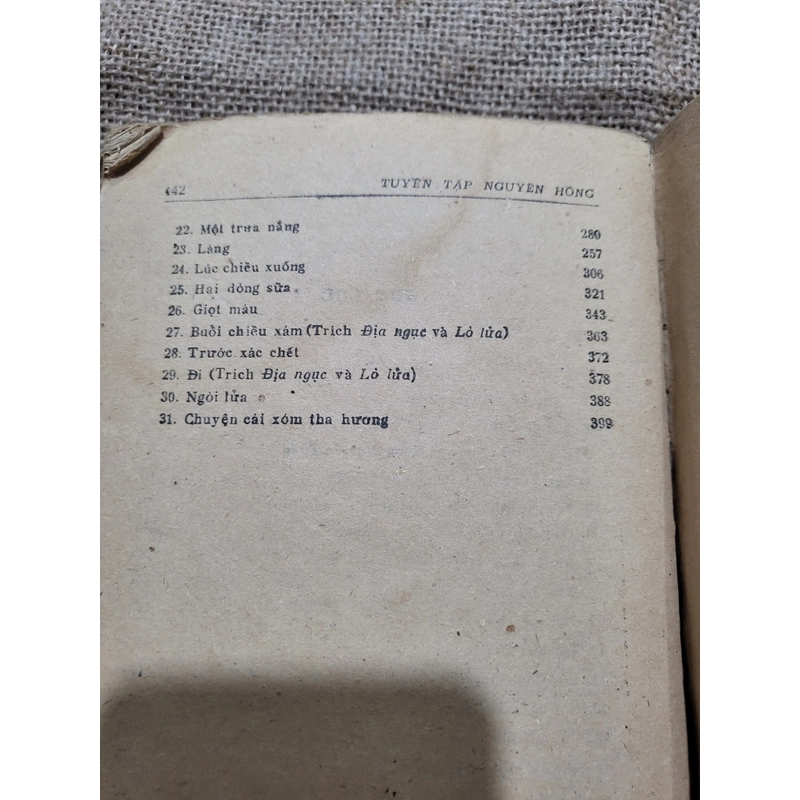 442 TUYỂN TẬP NGUYÊN HỒNG
22. Một trưa nắng 280
23. Láng 257
24. Lúc chiều xuống 306
25. Hai dòng sữa 321
26. Giọt máu 343
27. Buổi chiều xám (Trích Địa ngục và Lò lửa) 363
28. Trước xác chết 372
29. Đi (Trích Địa ngục và Lò lửa) 378
30. Ngòi lửa 388
31. Chuyện cái xóm tha hương 399